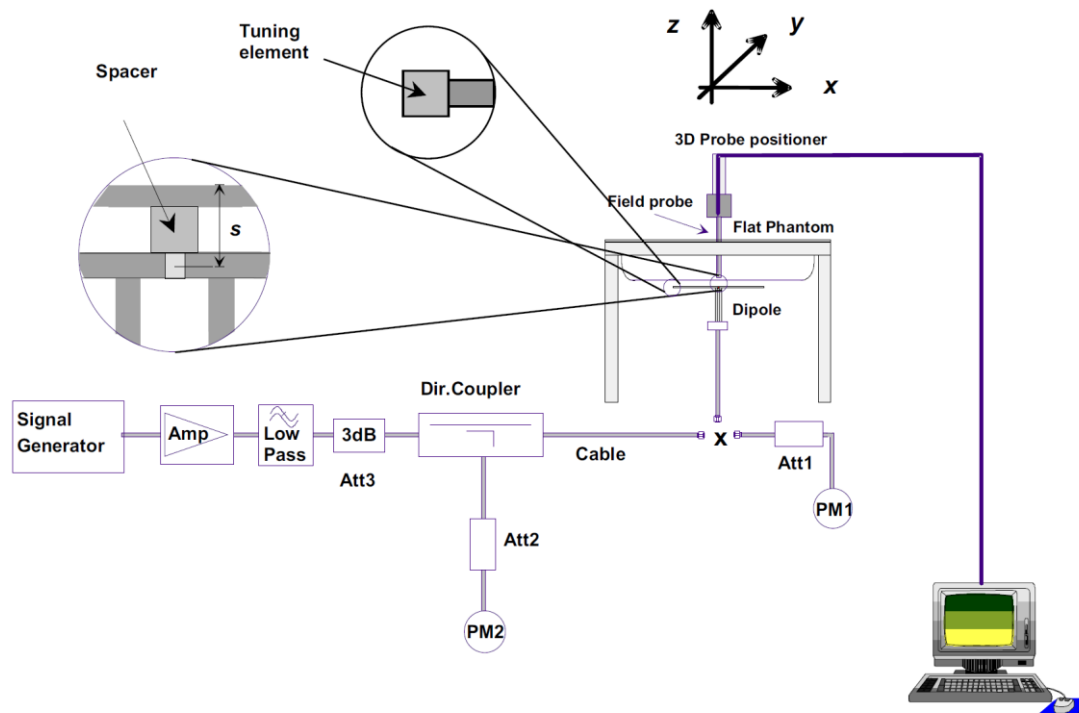 Tuning
element
Spacer
s
z
y
x
3D Probe positioner
Field probe
Flat Phantom
Dipole
Signal
Generator
Amp
Low
Pass
3dB
Att3
Dir.Coupler
Cable
x
Att1
PM1
Att2
PM2